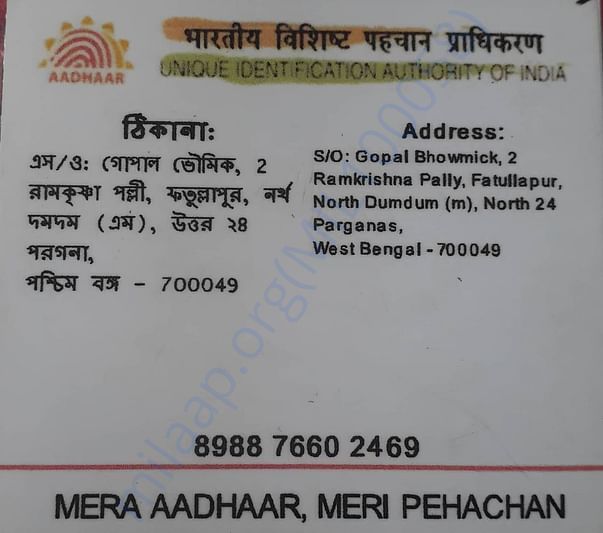 भारतीय विशिष्ट पहचान प्राधिकरण
AADHAAR
UNIQUE IDENTIFICATION AUTHORITY OF INDIA
ঠিকানা:
এস/ও: গোপাল ভৌমিক, 2
রামকৃষ্ণা পল্লী, ফতুল্লাপুর, নর্থ
দমদম (এম), উত্তর ২৪
পরগনা,
পশ্চিম বঙ্গ - 700049
Address:
S/O: Gopal Bhowmick, 2
Ramkrishna Pally, Fatullapur,
North Dumdum (m), North 24
Parganas,
West Bengal - 700049
8988 7660 2469
MERA AADHAAR, MERI PEHACHAN